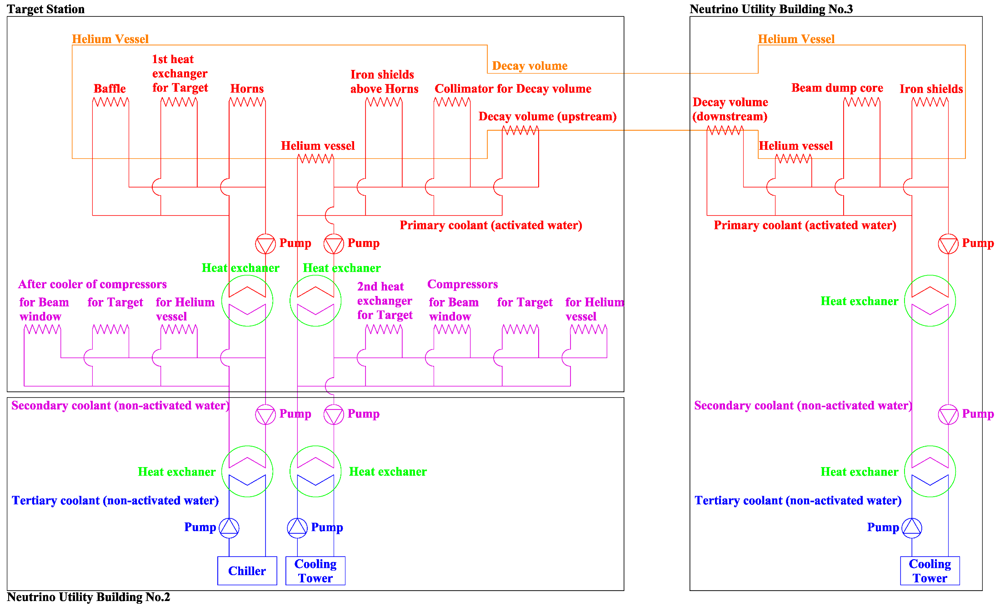 Target Station
Neutrino Utility Building No.3
Helium Vessel
Helium Vessel
Decay volume
1st heat
exchanger
for Target
Baffle
Horns
Iron shields
above Horns
Collimator for Decay volume
Decay volume (upstream)
Helium vessel
Decay volume
(downstream)
Beam dump core
Iron shields
Helium vessel
Primary coolant (activated water)
Primary coolant (activated water)
Pump
Pump
Pump
Heat exchaner
Heat exchaner
Heat exchaner
After cooler of compressors
for Beam
window
for Target
for Helium
vessel
2nd heat
exchanger
for Target
Compressors
for Beam
window
for Target
for Helium
vessel
Secondary coolant (non-activated water)
Pump
Pump
Secondary coolant (non-activated water)
Pump
Heat exchaner
Heat exchaner
Heat exchaner
Tertiary coolant (non-activated water)
Tertiary coolant (non-activated water)
Pump
Pump
Pump
Chiller
Cooling
Tower
Cooling
Tower
Neutrino Utility Building No.2